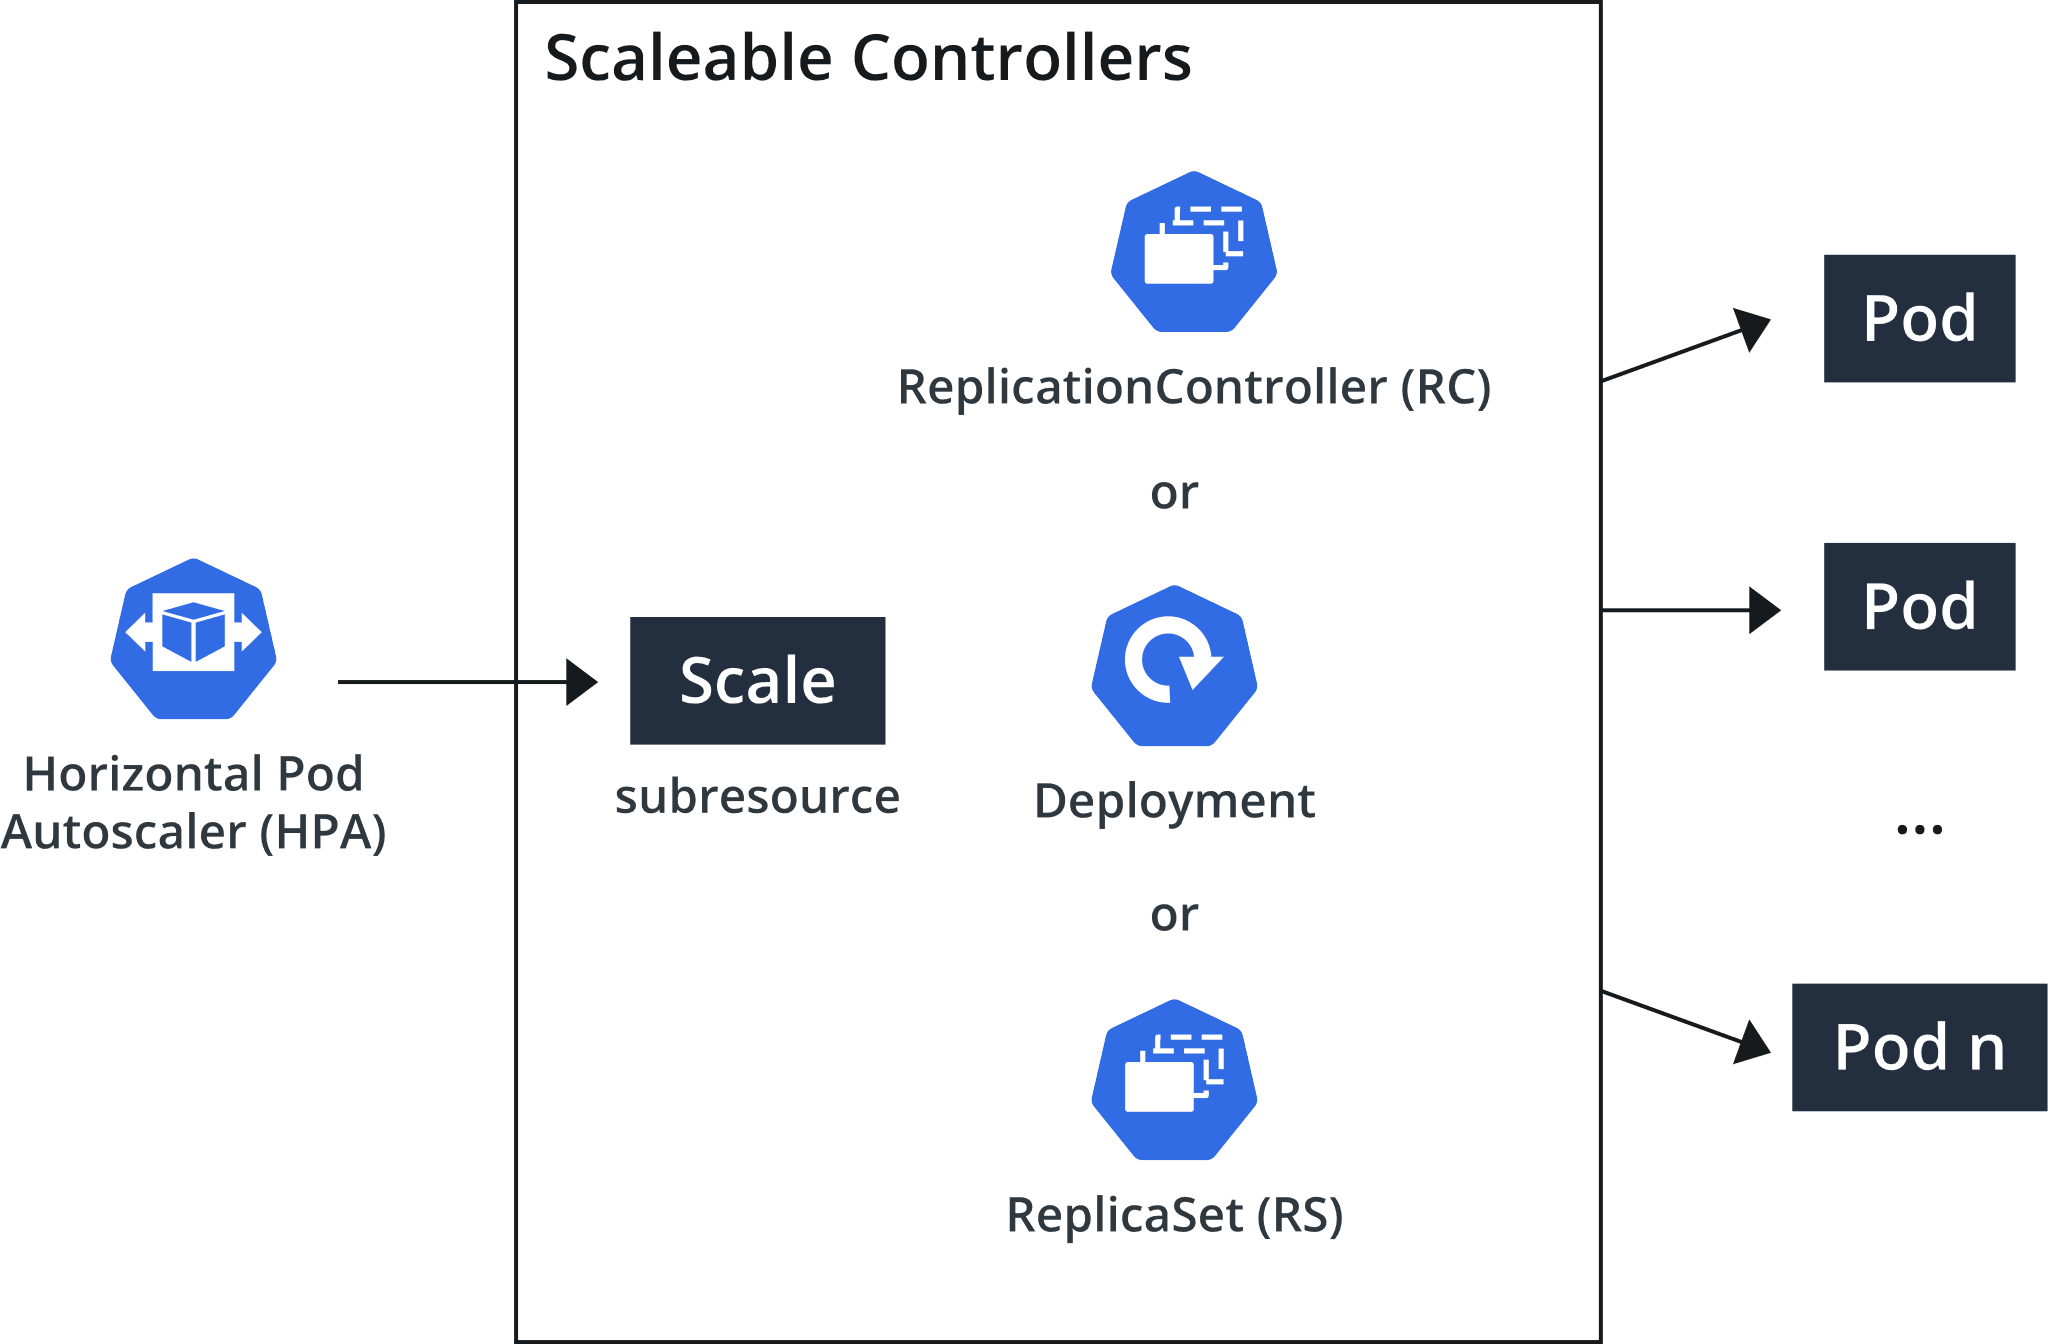 Scaleable Controllers
Horizontal Pod
Autoscaler (HPA)
Scale
subresource
ReplicationController (RC)
or
Deployment
or
ReplicaSet (RS)
Pod
Pod
...
Pod n